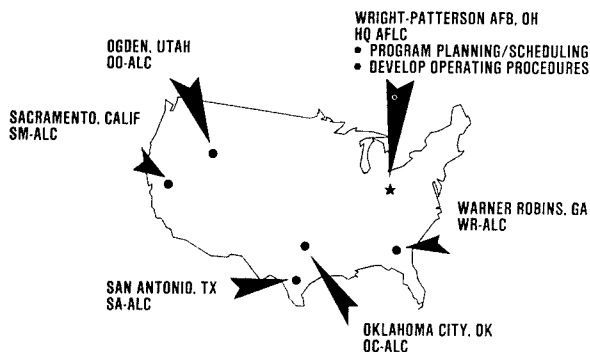 WRIGHT-PATTERSON AFB, OH
HQ AFLC
• PROGRAM PLANNING/SCHEDULING
• DEVELOP OPERATING PROCEDURES
OGDEN, UTAH
OO-ALC
SACRAMENTO, CALIF
SM-ALC
WARNER ROBINS, GA
WR-ALC
SAN ANTONIO, TX
SA-ALC
OKLAHOMA CITY, OK
OC-ALC